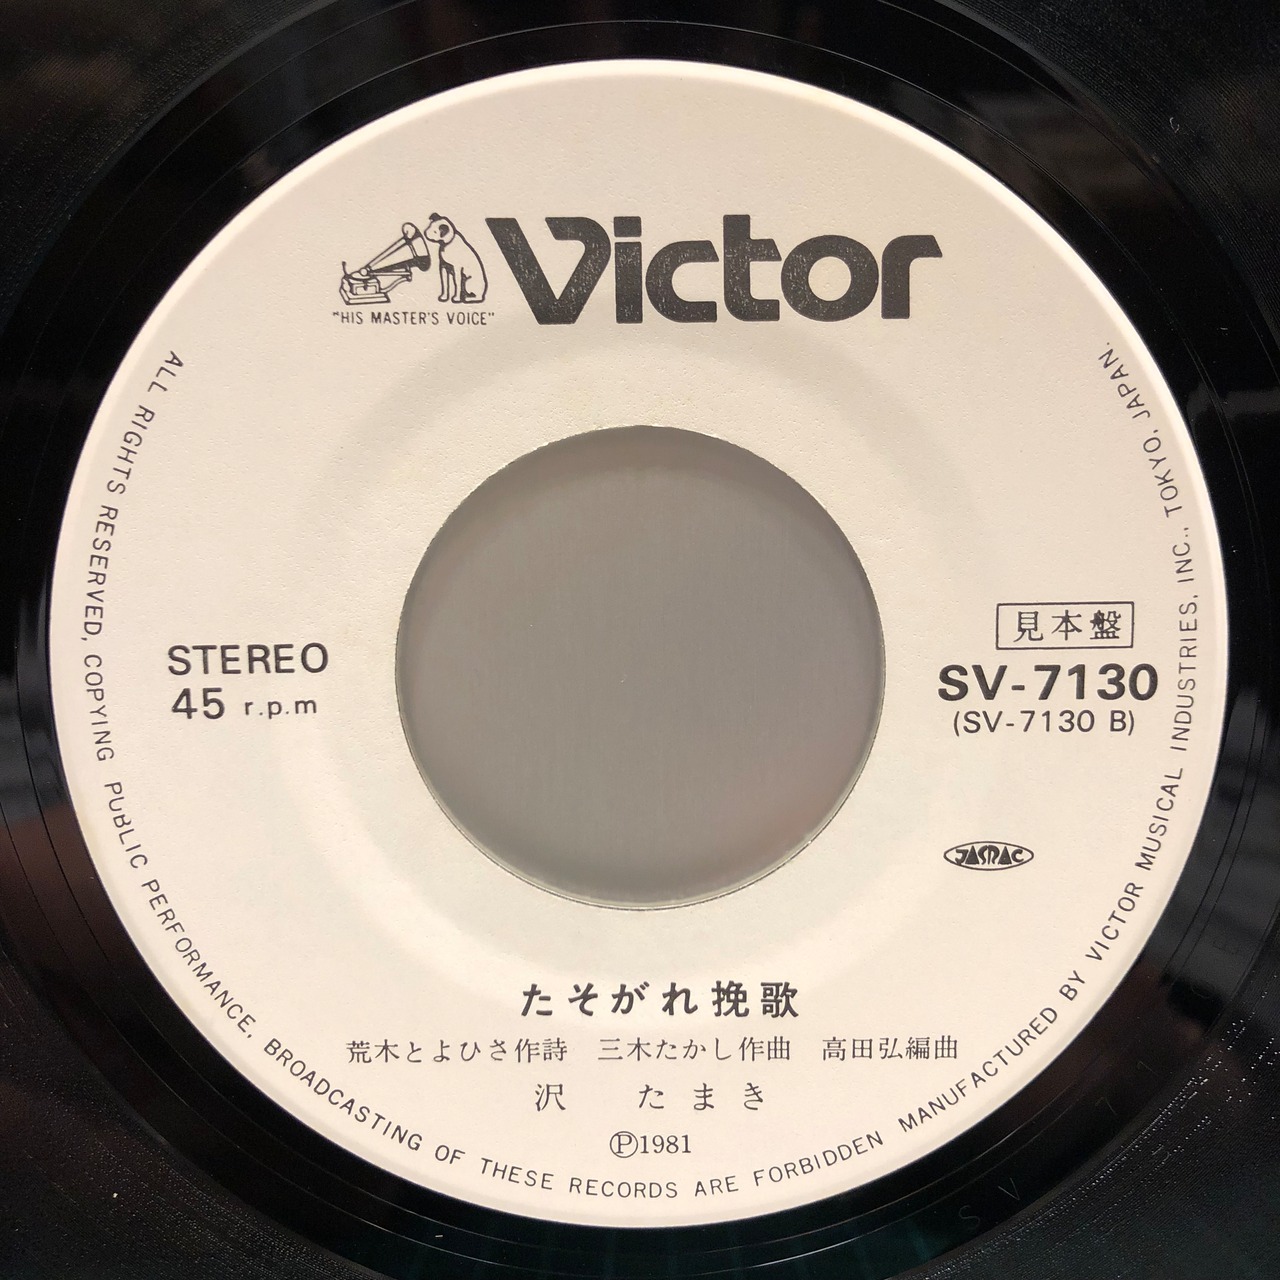 Victor
"HIS MASTER'S VOICE"
STEREO
45 r.p.m
見本盤
SV-7130
(SV-7130 B)
JASRAC
たそがれ挽歌
荒木とよひさ作詩 三木たかし作曲 高田弘編曲
沢 たまき
Ⓟ1981
ALL RIGHTS RESERVED, COPYING PUBLIC PERFORMANCE, BROADCASTING OF THESE RECORDS ARE FORBIDDEN MANUFACTURED BY VICTOR MUSICAL INDUSTRIES, INC., TOKYO, JAPAN.